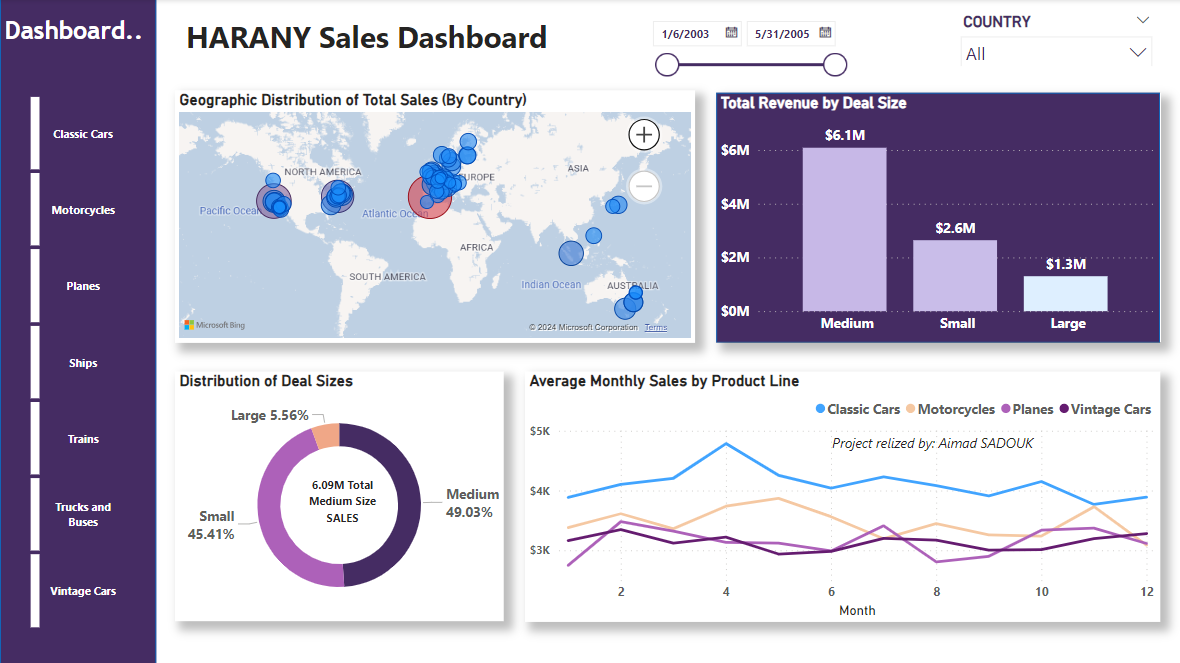 Dashboard..
HARANY Sales Dashboard
1/6/2003
5/31/2005
COUNTRY
All
Classic Cars
Motorcycles
Planes
Ships
Trains
Trucks and
Buses
Vintage Cars
Geographic Distribution of Total Sales (By Country)
NORTH AMERICA
EUROPE
ASIA
Pacific Ocean
Atlantic Ocean
AFRICA
SOUTH AMERICA
Indian Ocean
AUSTRALIA
Microsoft Bing
© 2024 Microsoft Corporation Terms
Total Revenue by Deal Size
$6.1M
$6M
$4M
$2.6M
$2M
$1.3M
$0M
Medium
Small
Large
Distribution of Deal Sizes
Large 5.56%
6.09M Total
Medium Size
SALES
Medium
49.03%
Small
45.41%
Average Monthly Sales by Product Line
Classic Cars Motorcycles Planes Vintage Cars
Project relized by: Aimad SADOUK
$5K
$4K
$3K
2 4 6 8 10 12
Month